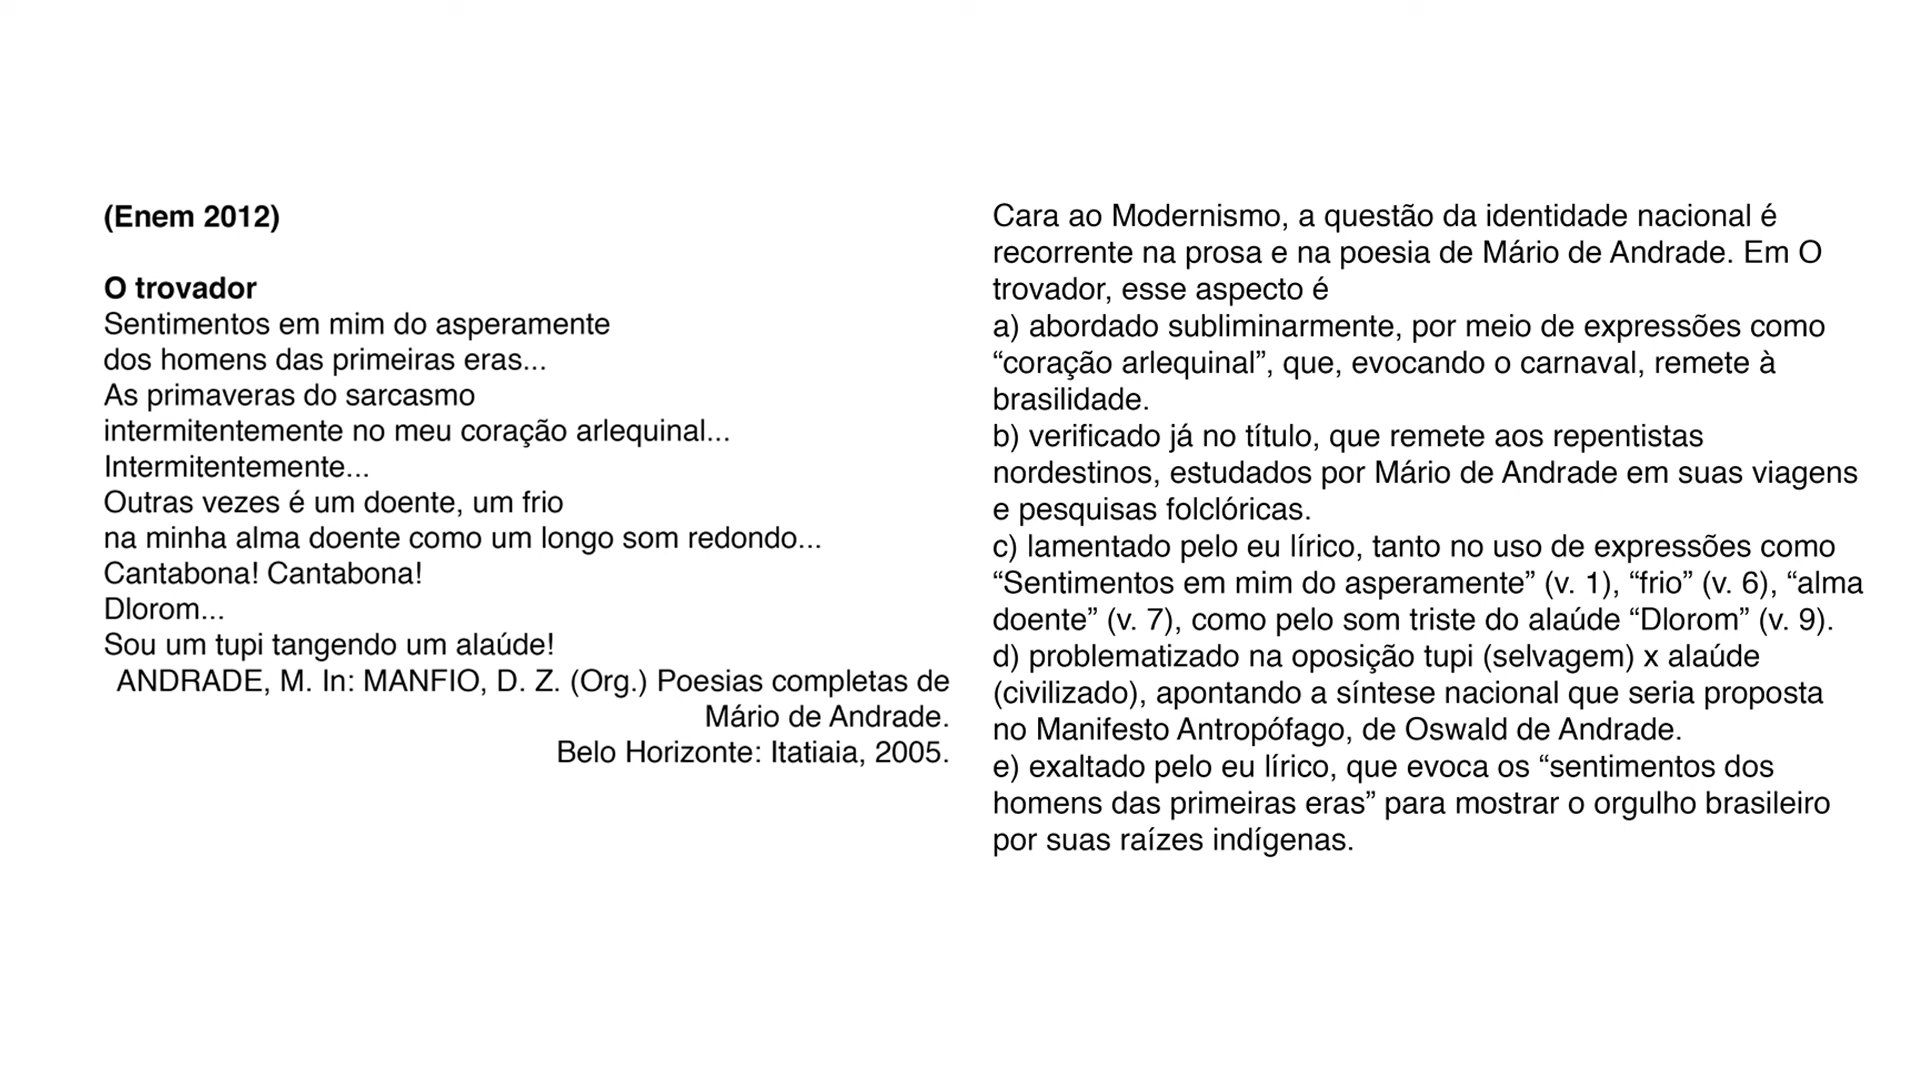 (Enem 2012)
O trovador
Sentimentos em mim do asperamente
dos homens das primeiras eras...
As primaveras do sarcasmo
intermitentemente no meu coração arlequinal...
Intermitentemente...
Outras vezes é um doente, um frio
na minha alma doente como um longo som redondo...
Cantabona! Cantabona!
Dlorom...
Sou um tupi tangendo um alaúde!
ANDRADE, M. In: MANFIO, D. Z. (Org.) Poesias completas de
Mário de Andrade.
Belo Horizonte: Itatiaia, 2005.
Cara ao Modernismo, a questão da identidade nacional é
recorrente na prosa e na poesia de Mário de Andrade. Em O
trovador, esse aspecto é
a) abordado subliminarmente, por meio de expressões como
“coração arlequinal”, que, evocando o carnaval, remete à
brasilidade.
b) verificado já no título, que remete aos repentistas
nordestinos, estudados por Mário de Andrade em suas viagens
e pesquisas folclóricas.
c) lamentado pelo eu lírico, tanto no uso de expressões como
“Sentimentos em mim do asperamente” (v. 1), “frio” (v. 6), “alma
doente” (v. 7), como pelo som triste do alaúde “Dlorom” (v. 9).
d) problematizado na oposição tupi (selvagem) x alaúde
(civilizado), apontando a síntese nacional que seria proposta
no Manifesto Antropófago, de Oswald de Andrade.
e) exaltado pelo eu lírico, que evoca os “sentimentos dos
homens das primeiras eras” para mostrar o orgulho brasileiro
por suas raízes indígenas.